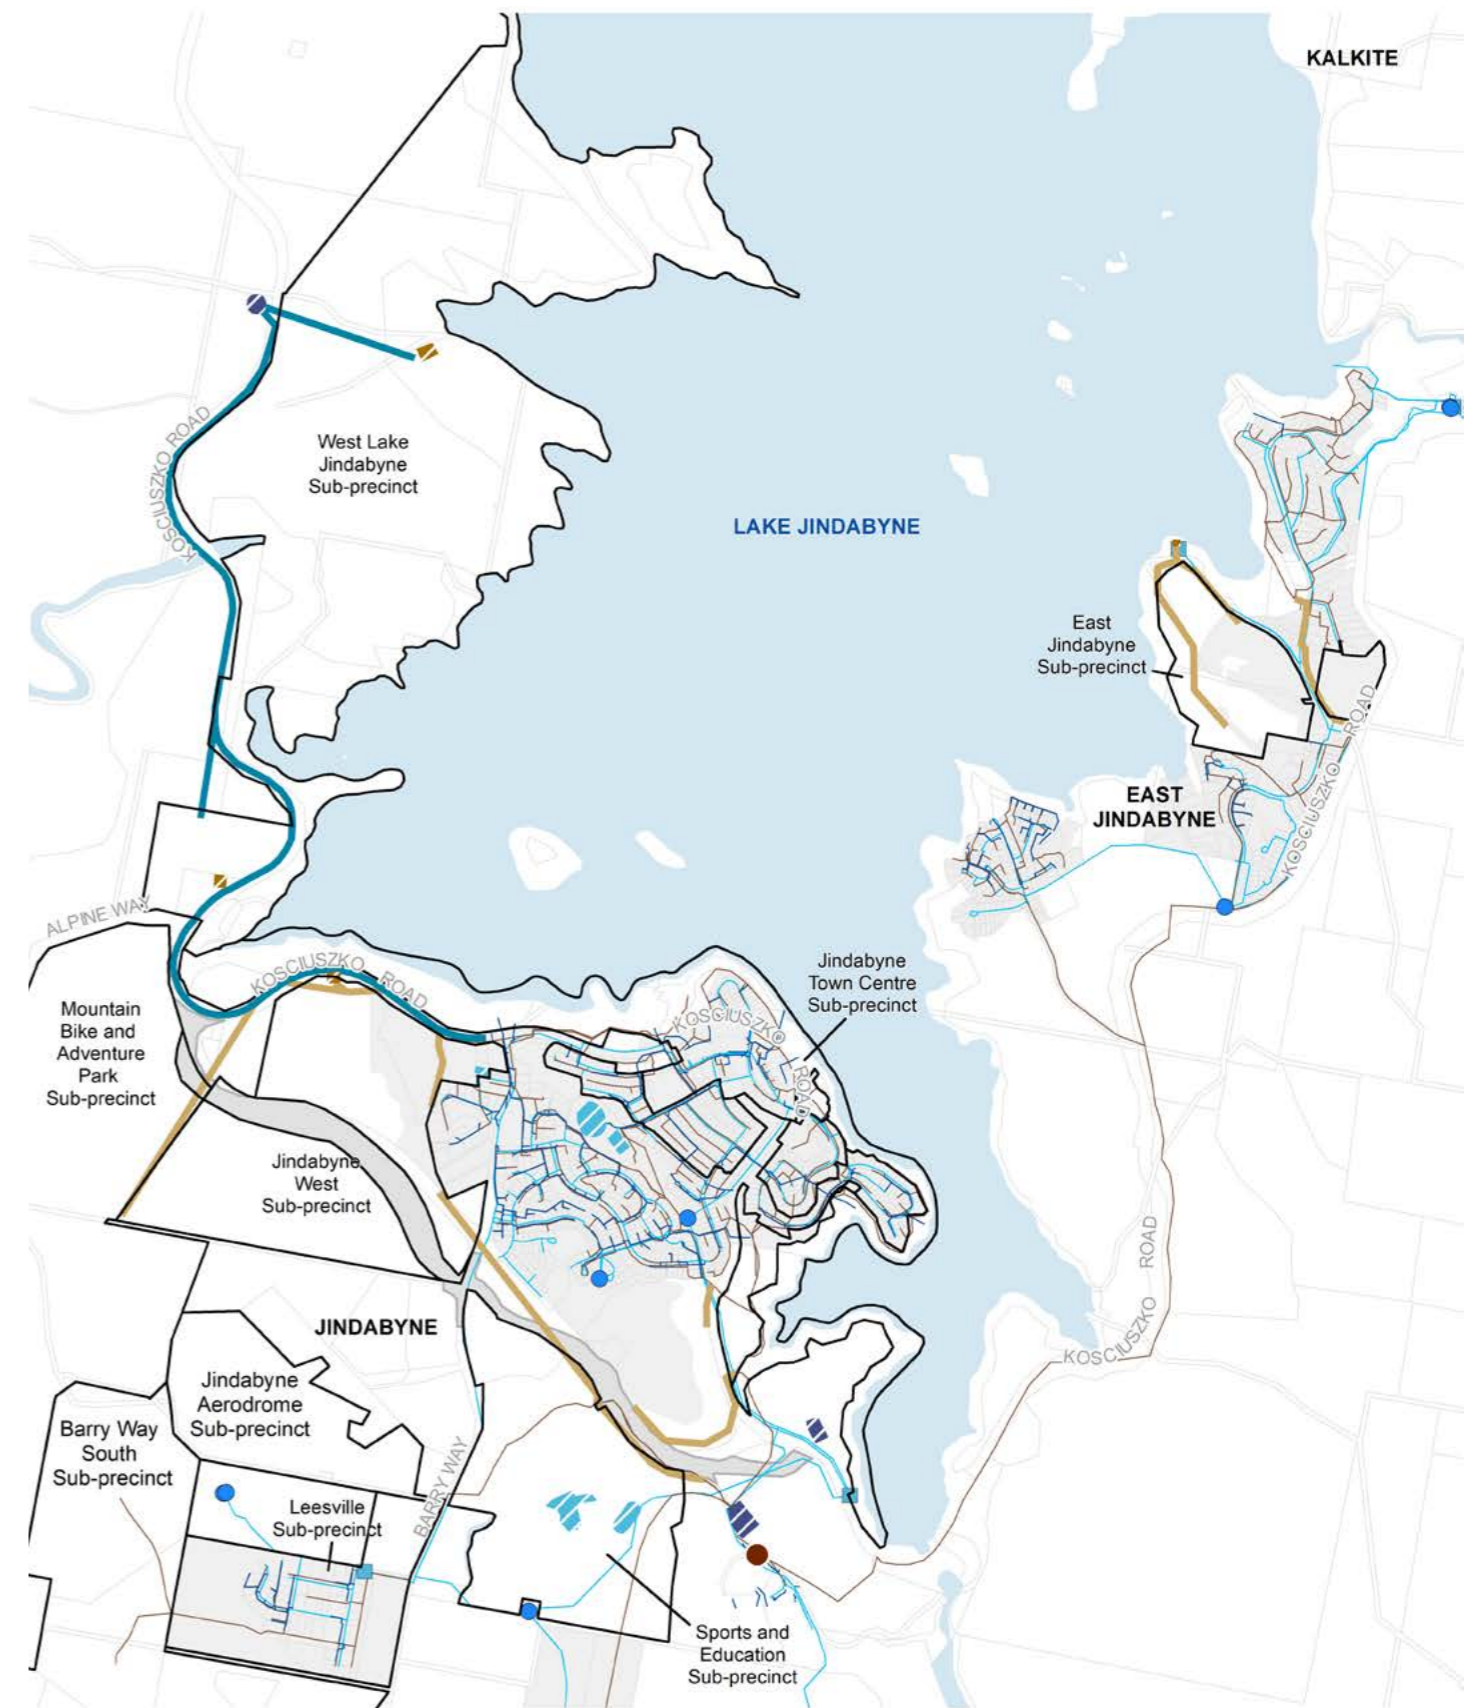 KALKITE
KOSCIUSZKO ROAD
West Lake
Jindabyne
Sub-precinct
KOSCIUSZKO
LAKE JINDABYNE
East
Jindabyne
Sub-precinct
KOSCIUSZKO ROAD
EAST
JINDABYNE
ALPINE WAY
KOSCIUSZKO ROAD
Jindabyne
Town Centre
Sub-precinct
KOSCIUSZKO ROAD
Mountain
Bike and
Adventure
Park
Sub-precinct
Jindabyne
West
Sub-precinct
KOSCIUSZKO ROAD
JINDABYNE
Jindabyne
Aerodrome
Sub-precinct
Barry Way
South
Sub-precinct
BARRY WAY
Leesville
Sub-precinct
Sports and
Education
Sub-precinct